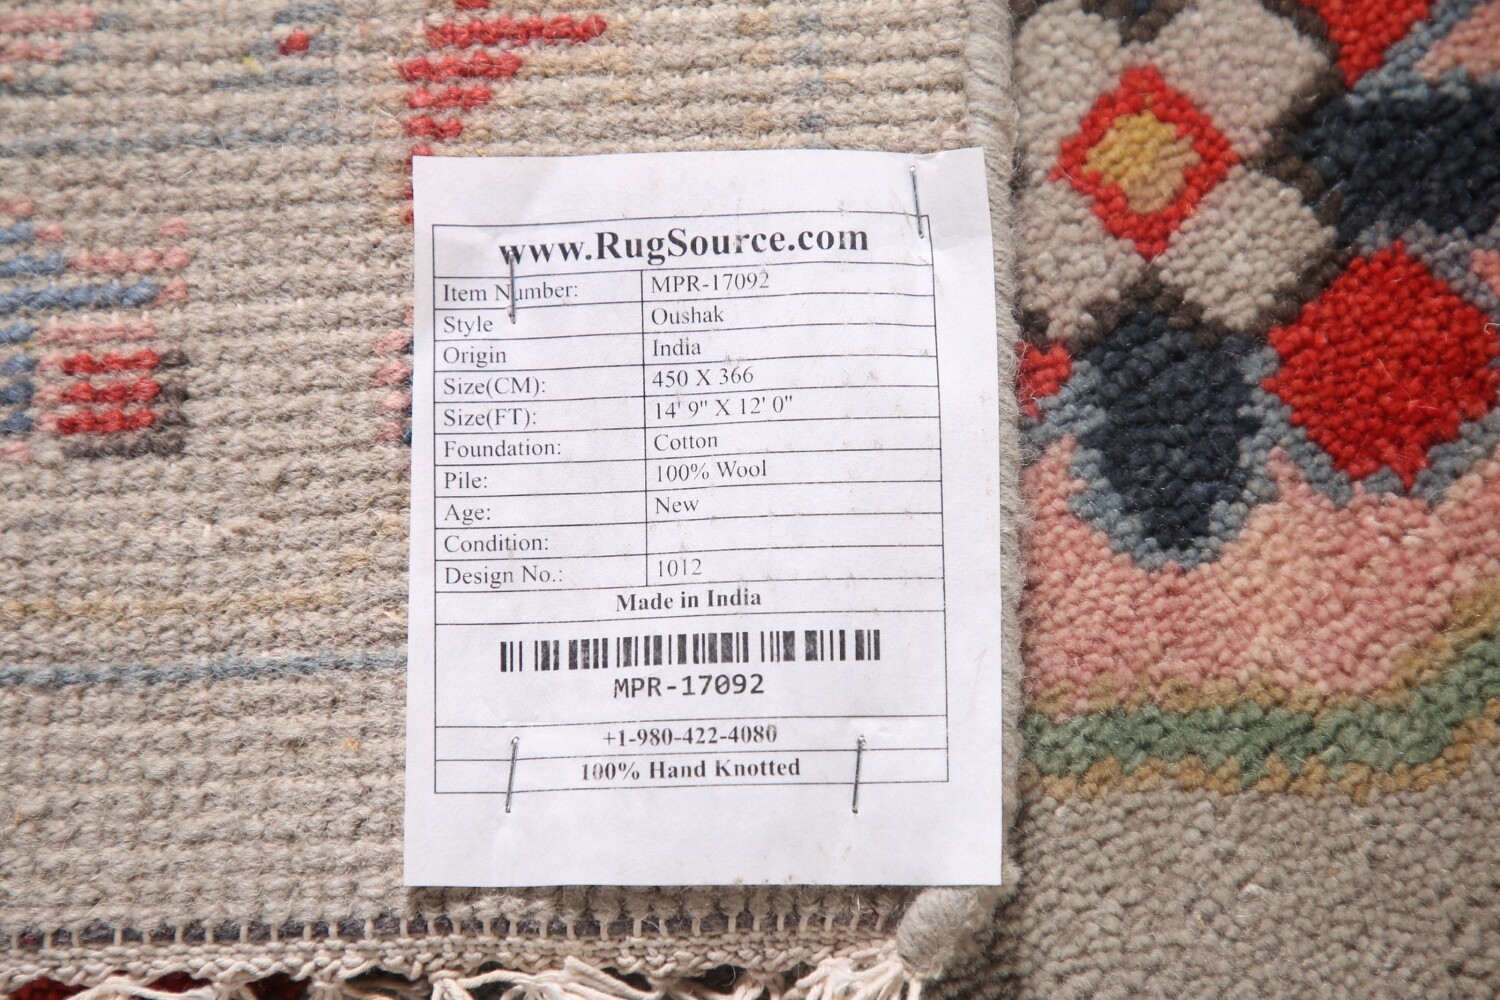 www.RugSource.com
Item Number: MPR-17092
Style Oushak
Origin India
Size(CM): 450 X 366
Size(FT): 14' 9" X 12' 0"
Foundation: Cotton
Pile: 100% Wool
Age: New
Condition:
Design No.: 1012
Made in India
MPR-17092
+1-980-422-4080
100% Hand Knotted